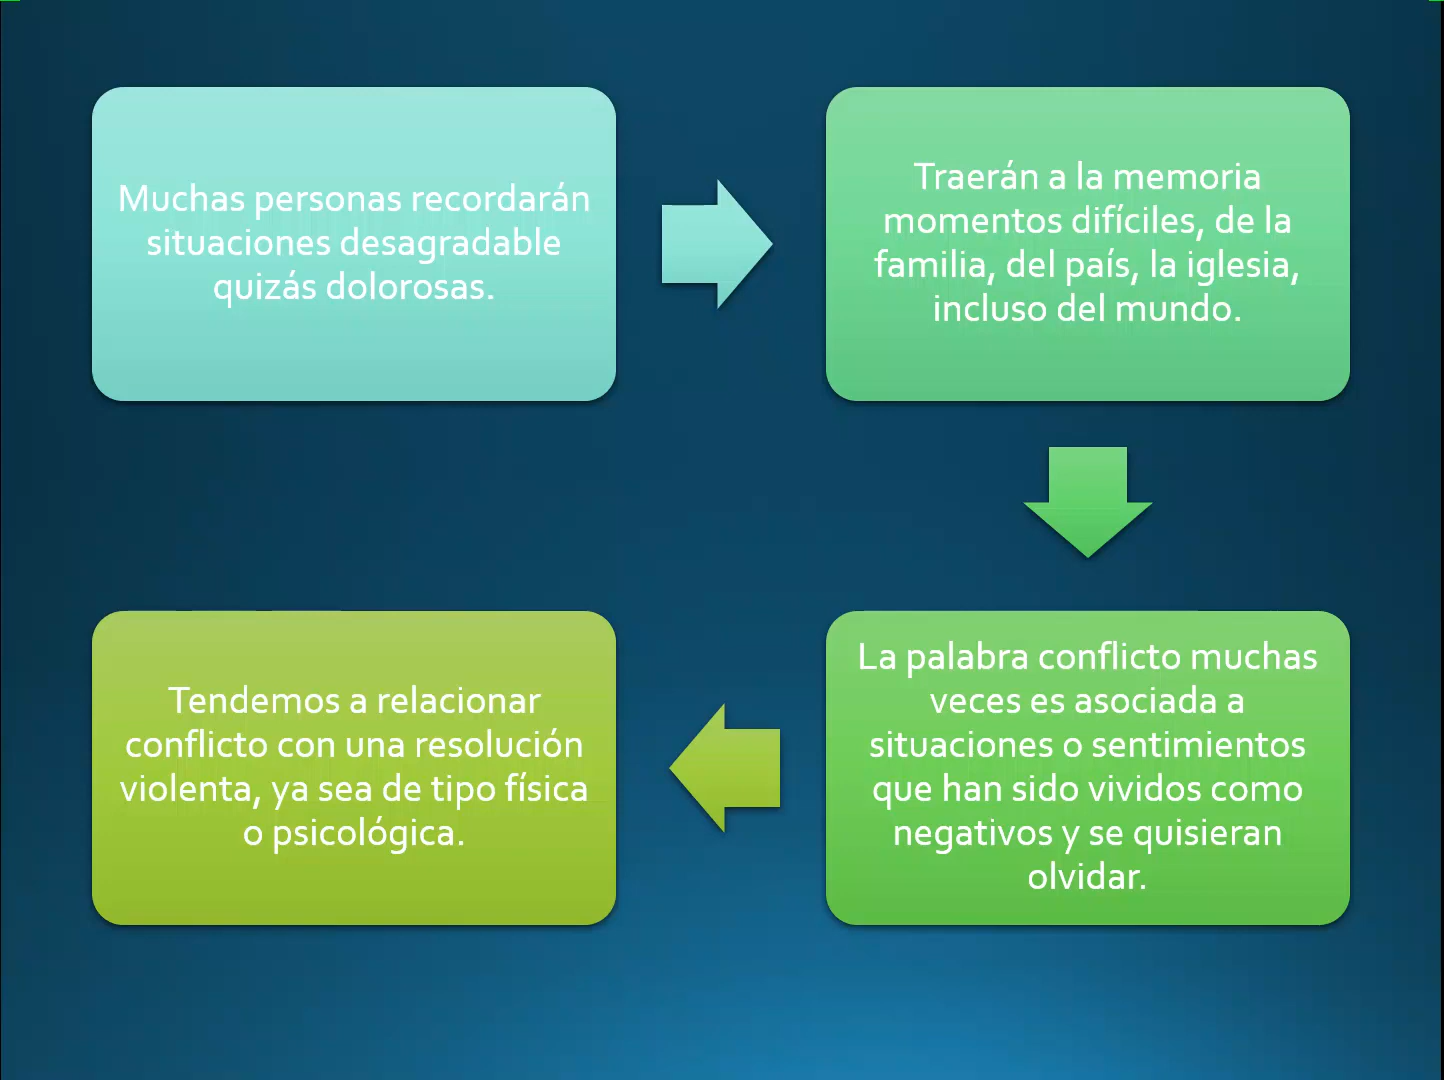 Muchas personas recordarán
situaciones desagradable
quizás dolorosas.
Traerán a la memoria
momentos difíciles, de la
familia, del país, la iglesia,
incluso del mundo.
La palabra conflicto muchas
veces es asociada a
situaciones o sentimientos
que han sido vividos como
negativos y se quisieran
olvidar.
Tendemos a relacionar
conflicto con una resolución
violenta, ya sea de tipo física
o psicológica.